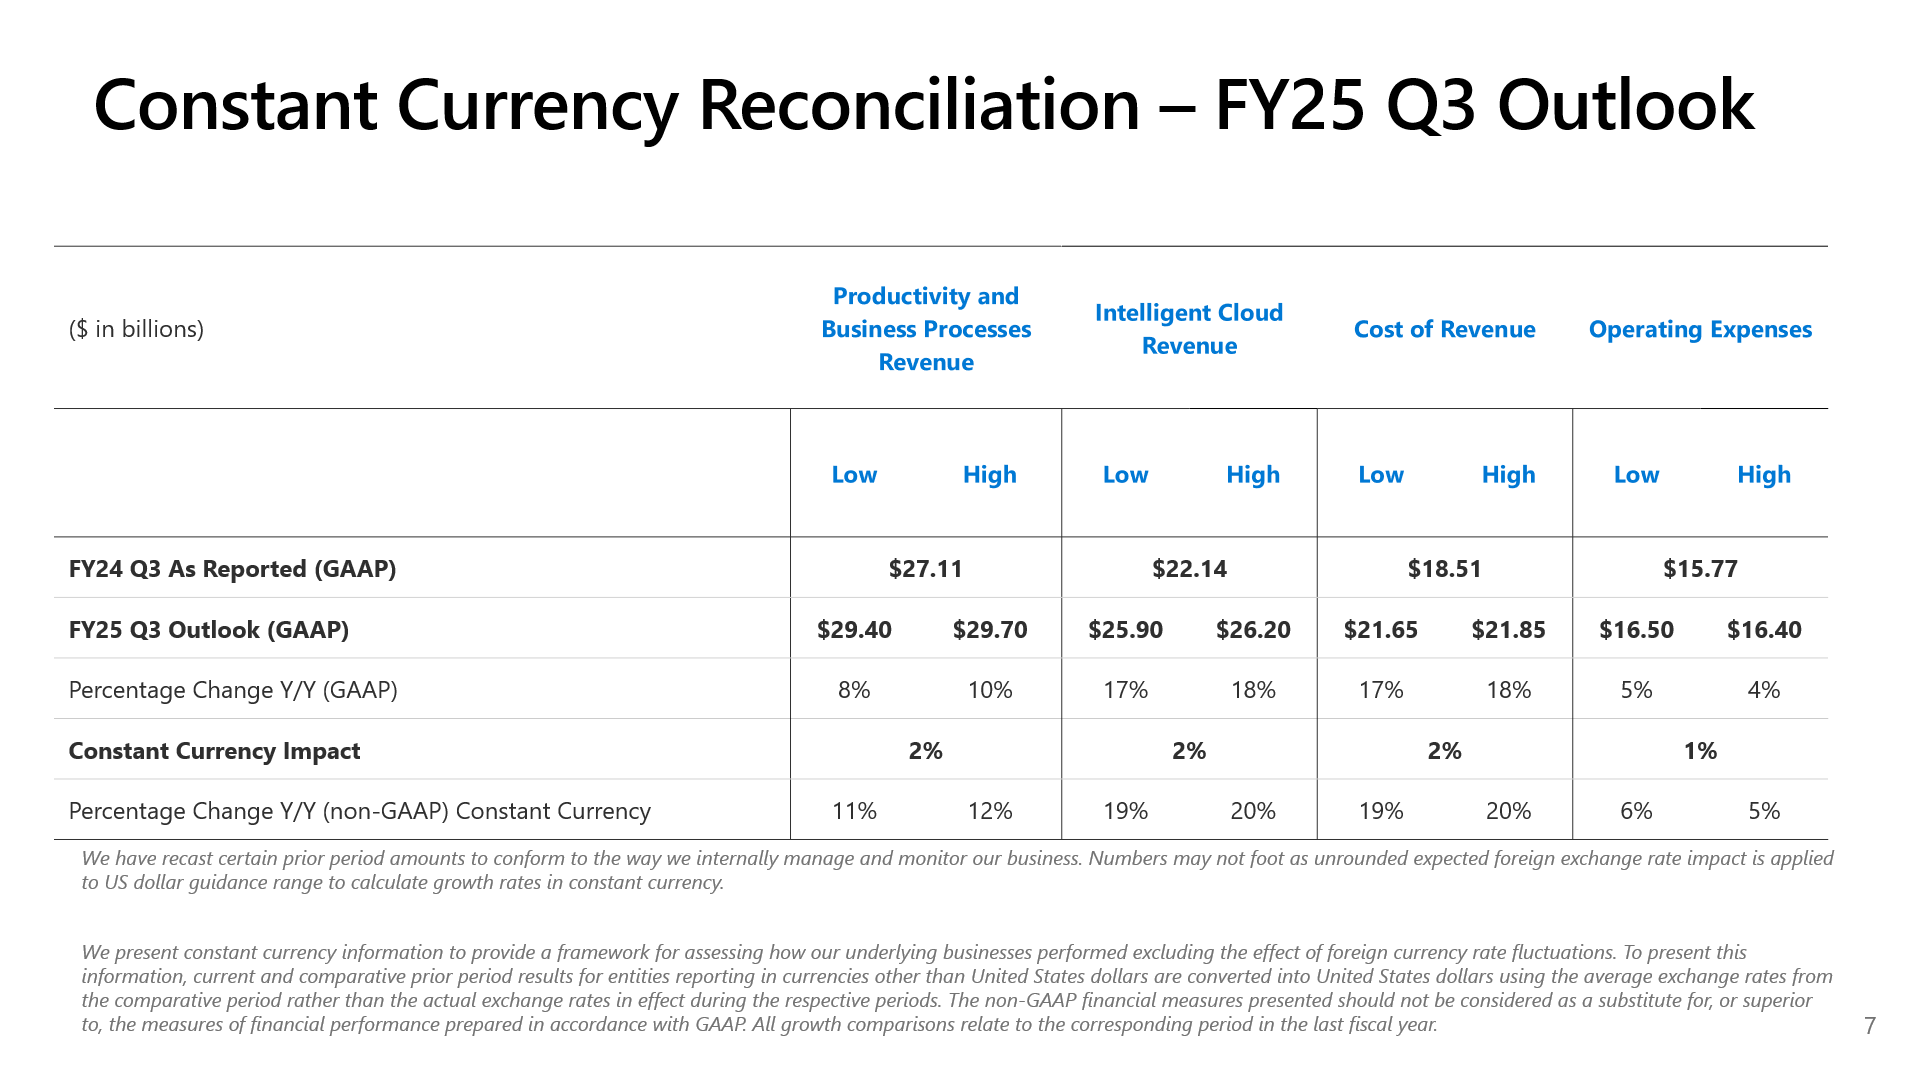 Constant Currency Reconciliation – FY25 Q3 Outlook
($ in billions)
Productivity and
Business Processes
Revenue
Intelligent Cloud
Revenue
Cost of Revenue
Operating Expenses
Low High Low High Low High Low High
FY24 Q3 As Reported (GAAP) $27.11 $22.14 $18.51 $15.77
FY25 Q3 Outlook (GAAP) $29.40 $29.70 $25.90 $26.20 $21.65 $21.85 $16.50 $16.40
Percentage Change Y/Y (GAAP) 8% 10% 17% 18% 17% 18% 5% 4%
Constant Currency Impact 2% 2% 2% 1%
Percentage Change Y/Y (non-GAAP) Constant Currency 11% 12% 19% 20% 19% 20% 6% 5%
We have recast certain prior period amounts to conform to the way we internally manage and monitor our business. Numbers may not foot as unrounded expected foreign exchange rate impact is applied
to US dollar guidance range to calculate growth rates in constant currency.
We present constant currency information to provide a framework for assessing how our underlying businesses performed excluding the effect of foreign currency rate fluctuations. To present this
information, current and comparative prior period results for entities reporting in currencies other than United States dollars are converted into United States dollars using the average exchange rates from
the comparative period rather than the actual exchange rates in effect during the respective periods. The non-GAAP financial measures presented should not be considered as a substitute for, or superior
to, the measures of financial performance prepared in accordance with GAAP. All growth comparisons relate to the corresponding period in the last fiscal year.
7